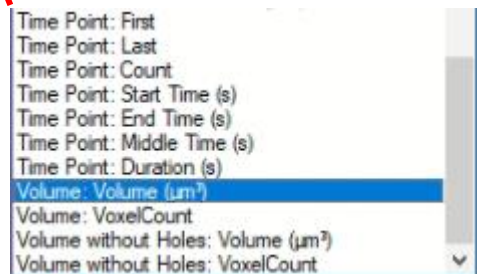 Time Point: First
Time Point: Last
Time Point: Count
Time Point: Start Time (s)
Time Point: End Time (s)
Time Point: Middle Time (s)
Time Point: Duration (s)
Volume: Volume (µm³)
Volume: VoxelCount
Volume without Holes: Volume (µm³)
Volume without Holes: VoxelCount